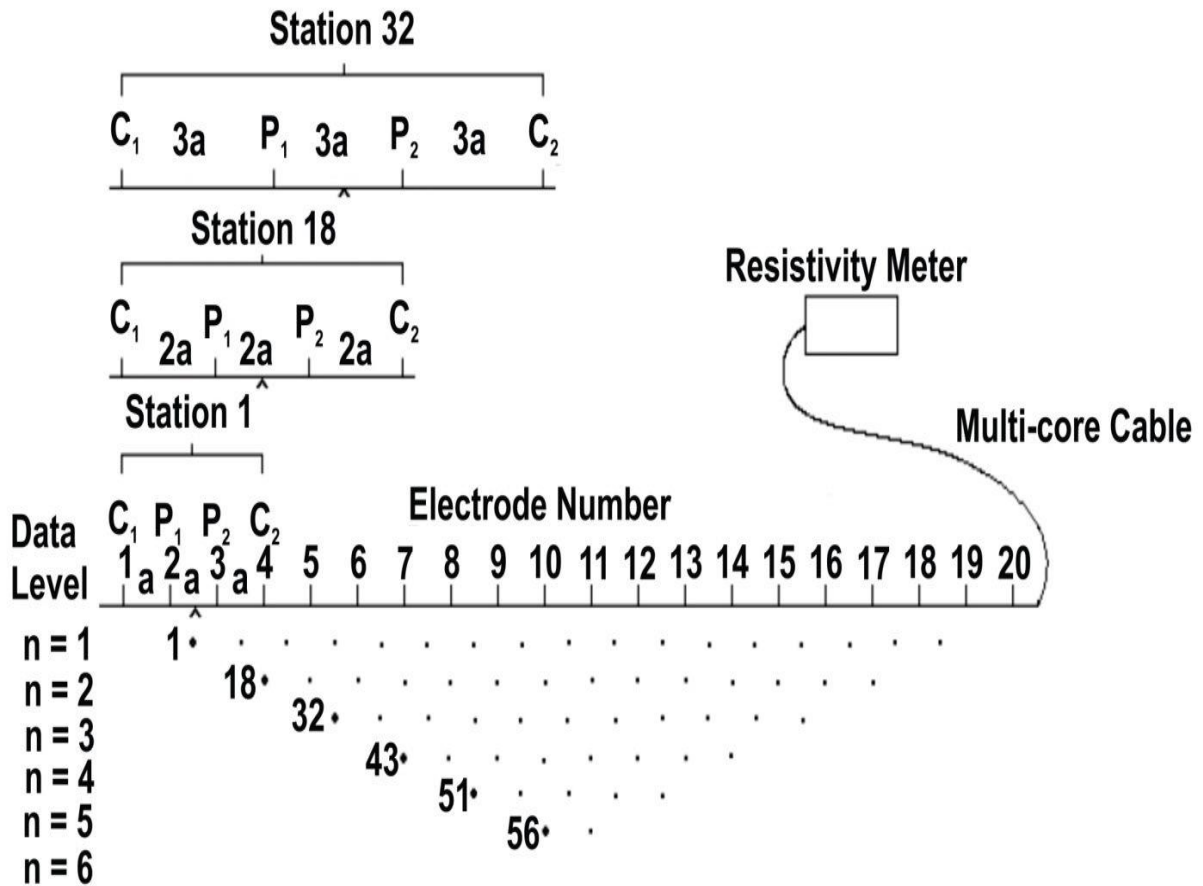 Station 32
C₁ 3a P₁ 3a P₂ 3a C₂
Station 18
C₁ 2a P₁ 2a P₂ 2a C₂
Resistivity Meter
Station 1
Multi-core Cable
C₁ P₁ P₂ C₂
Electrode Number
Data
Level
1 a 2 a 3 a 4 5 6 7 8 9 10 11 12 13 14 15 16 17 18 19 20
n = 1 1
n = 2 18
n = 3 32
n = 4 43
n = 5 51
n = 6 56